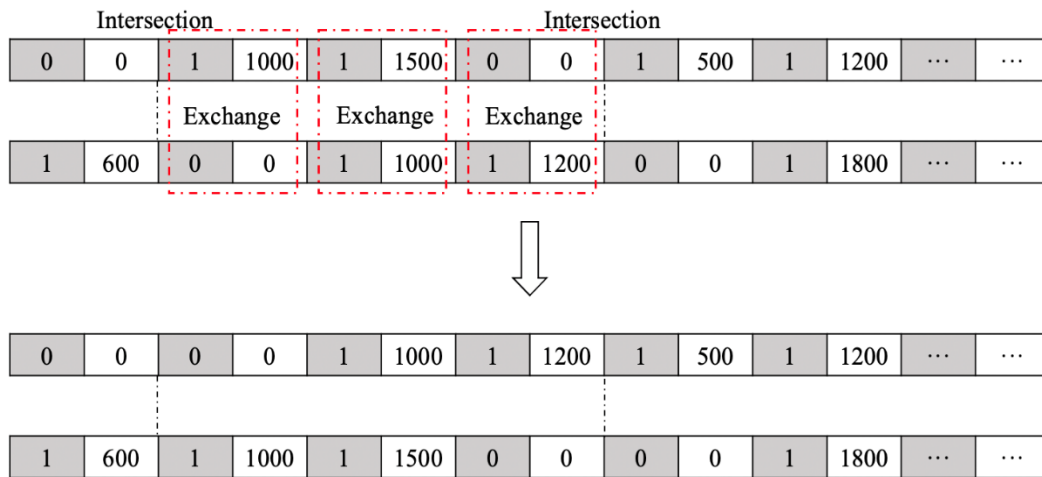 Intersection Intersection
0 0 1 1000 1 1500 0 0 1 500 1 1200 ... ...
Exchange Exchange Exchange
1 600 0 0 1 1000 1 1200 0 0 1 1800 ... ...
0 0 0 0 1 1000 1 1200 1 500 1 1200 ... ...
1 600 1 1000 1 1500 0 0 0 0 1 1800 ... ...